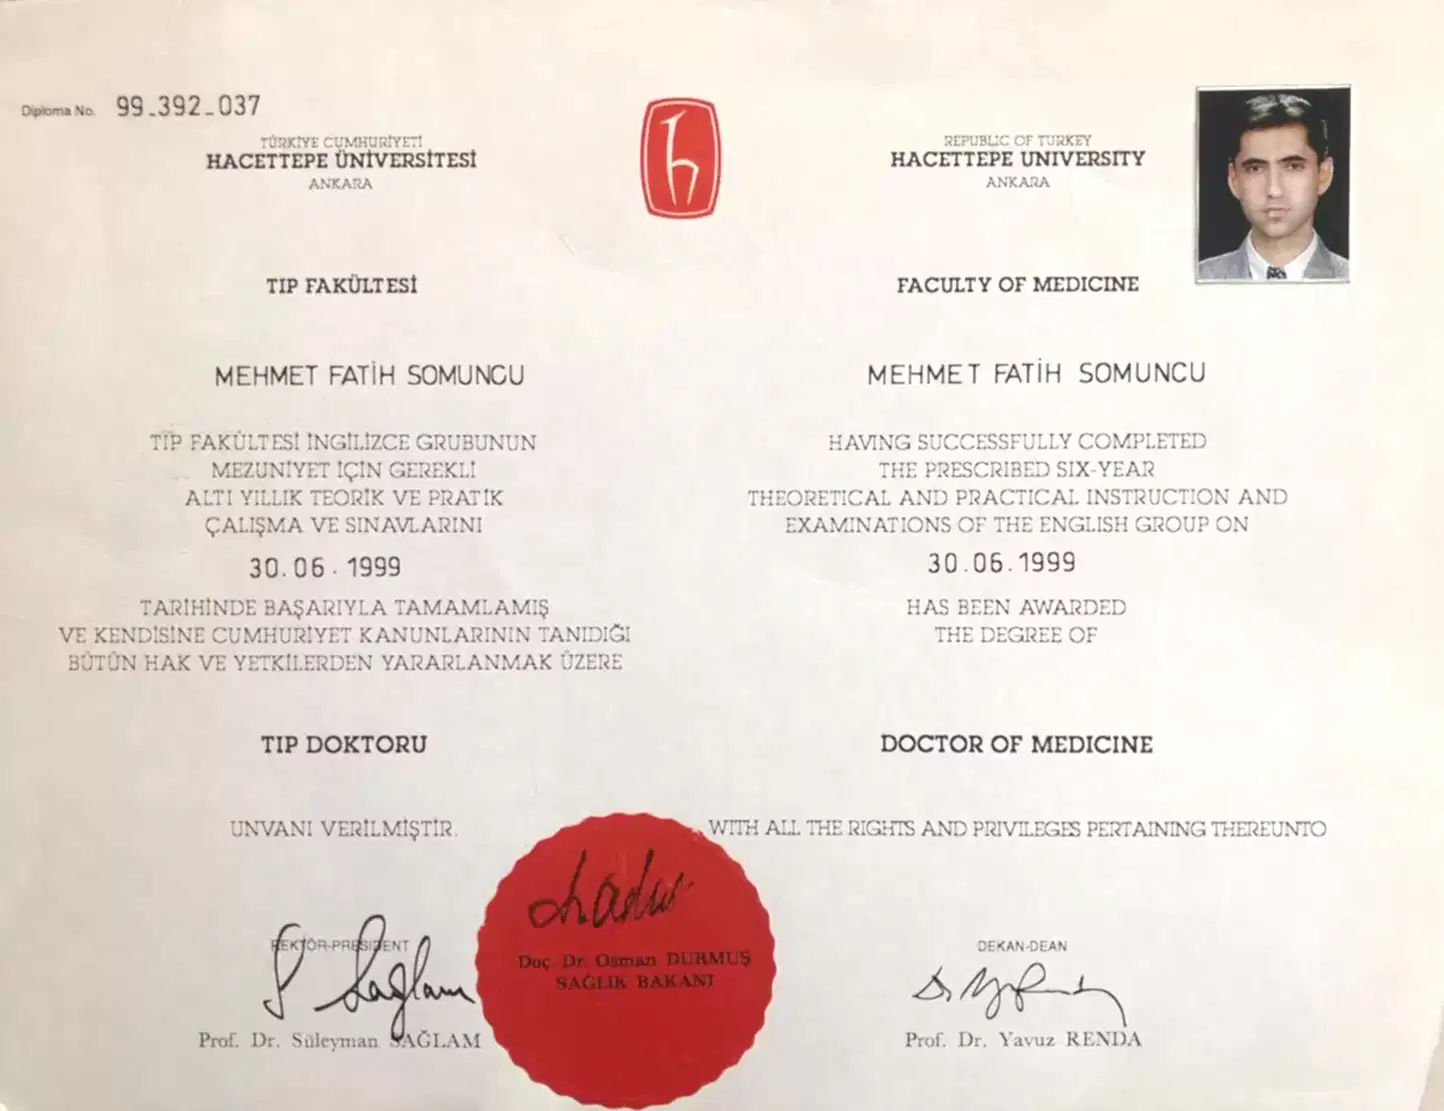 Diploma No. 99.392.037
TÜRKİYE CUMHURİYETİ
HACETTEPE ÜNİVERSİTESİ
ANKARA
TIP FAKÜLTESİ
MEHMET FATİH SOMUNCU
TIP FAKÜLTESİ İNGİLİZCE GRUBUNUN
MEZUNİYET İÇİN GEREKLİ
ALTI YILLIK TEORİK VE PRATİK
ÇALIŞMA VE SINAVLARINI
30.06.1999
TARİHİNDE BAŞARIYLA TAMAMLAMIŞ
VE KENDİSİNE CUMHURİYET KANUNLARININ TANIDIĞI
BÜTÜN HAK VE YETKİLERDEN YARARLANMAK ÜZERE
TIP DOKTORU
UNVANI VERİLMİŞTİR.
REKTÖR-PRESIDENT
S Saglam
Prof. Dr. Süleyman SAĞLAM
h
REPUBLIC OF TURKEY
HACETTEPE UNIVERSITY
ANKARA
FACULTY OF MEDICINE
MEHMET FATİH SOMUNCU
HAVING SUCCESSFULLY COMPLETED
THE PRESCRIBED SIX-YEAR
THEORETICAL AND PRACTICAL INSTRUCTION AND
EXAMINATIONS OF THE ENGLISH GROUP ON
30.06.1999
HAS BEEN AWARDED
THE DEGREE OF
DOCTOR OF MEDICINE
WITH ALL THE RIGHTS AND PRIVILEGES PERTAINING THEREUNTO
Doç. Dr. Osman DURMUŞ
SAĞLIK BAKANI
DEKAN-DEAN
Prof. Dr. Yavuz RENDA